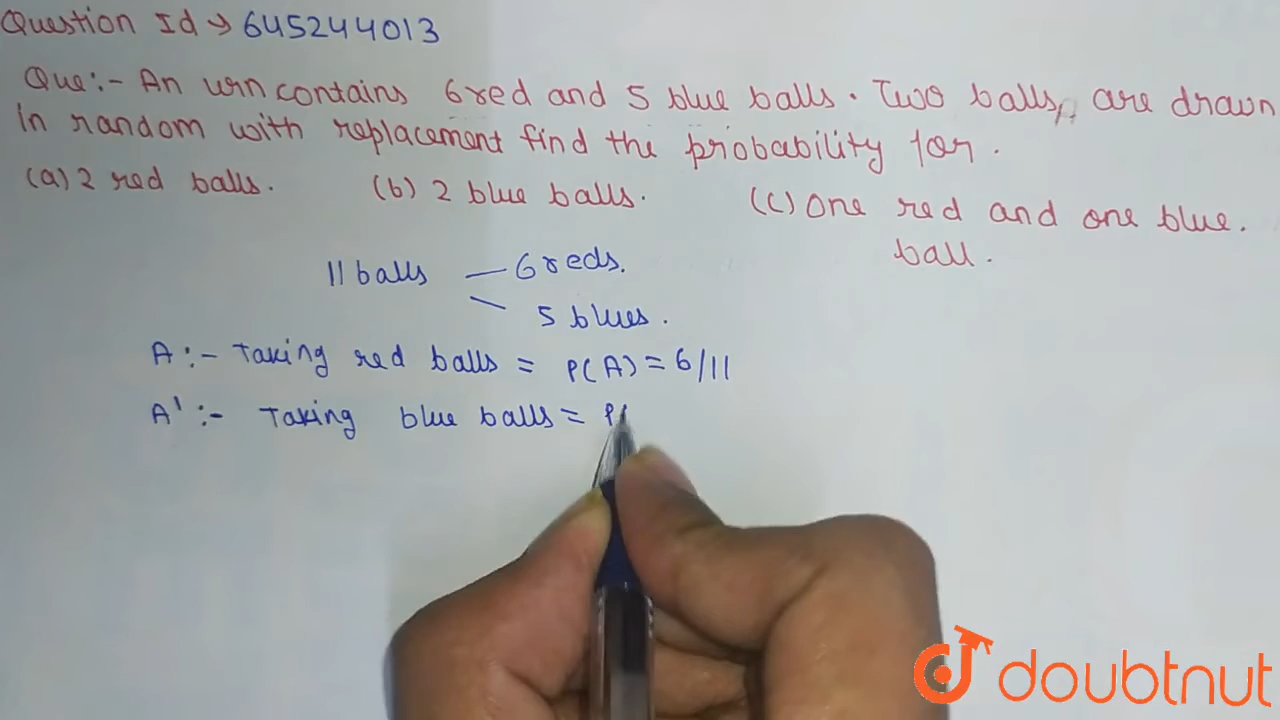 Question Id → 645244013
Que:- An urn contains 6 red and 5 blue balls. Two balls, are drawn
in random with replacement find the probability for.
(a) 2 red balls. (b) 2 blue balls. (c) One red and one blue.
ball.
11 balls — 6 reds.
5 blues.
A:- Taking red balls = P(A) = 6/11
A' :- Taking blue balls = P(
doubtnut